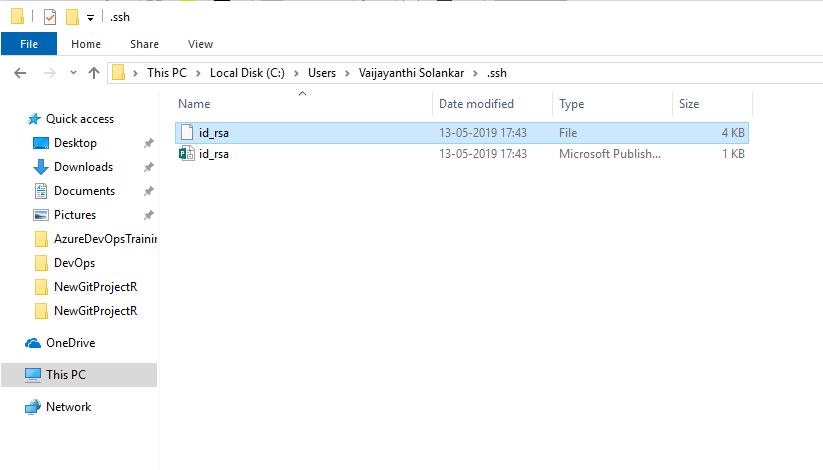 .ssh
File Home Share View
This PC Local Disk (C:) Users Vaijayanthi Solankar .ssh
Name Date modified Type Size
Quick access
Desktop
Downloads
Documents
Pictures
AzureDevOpsTrainin
DevOps
NewGitProjectR
NewGitProjectR
OneDrive
This PC
Network
id_rsa 13-05-2019 17:43 File 4 KB
id_rsa 13-05-2019 17:43 Microsoft Publish... 1 KB